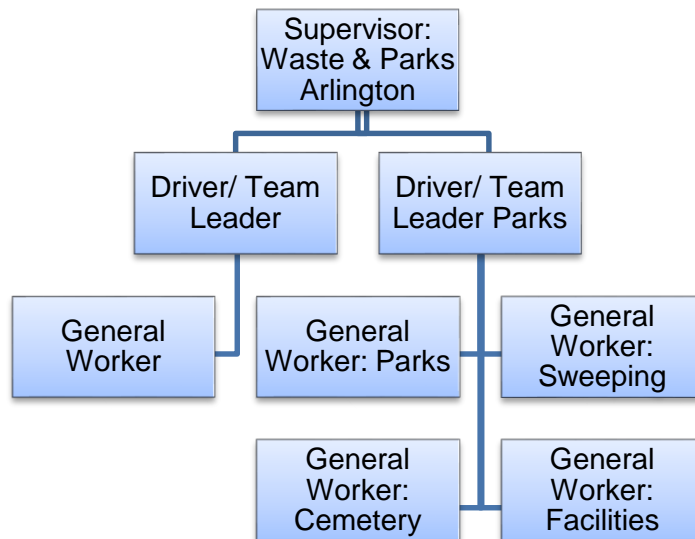 Supervisor:
Waste & Parks
Arlington
Driver/ Team
Leader
Driver/ Team
Leader Parks
General
Worker
General
Worker: Parks
General
Worker:
Sweeping
General
Worker:
Cemetery
General
Worker:
Facilities